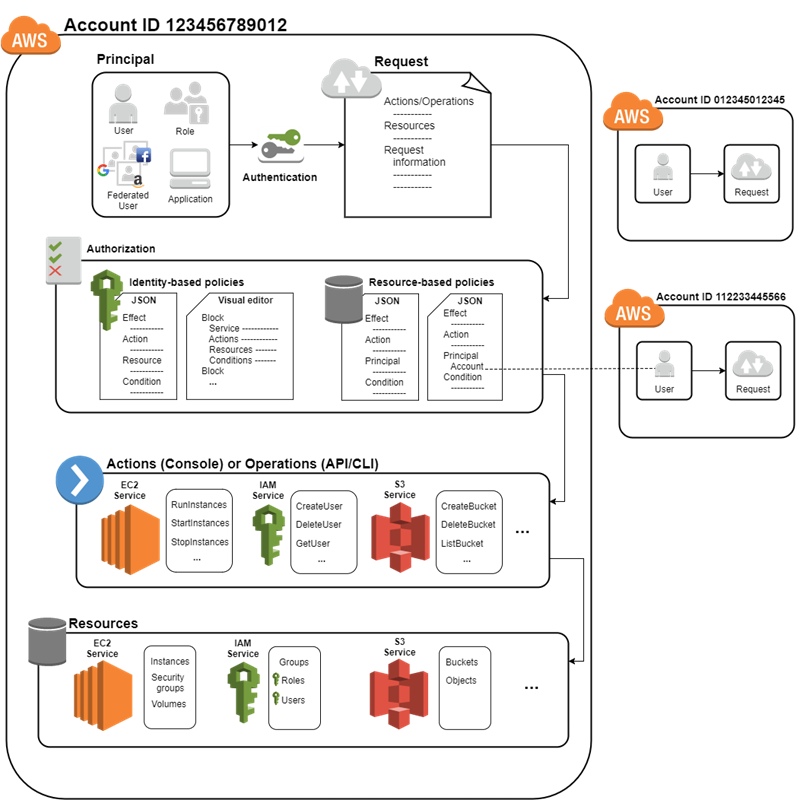 AWS
Account ID 123456789012
Principal
User
Role
Federated
User
Application
Authentication
Request
Actions/Operations
-----------
Resources
-----------
Request
information
-----------
-----------
AWS
Account ID 012345012345
User
Request
Authorization
Identity-based policies
JSON
Effect
-----------
Action
-----------
Resource
-----------
Condition
-----------
Visual editor
Block
Service ------------
Actions ------------
Resources -------
Conditions -------
Block
...
Resource-based policies
JSON
Effect
-----------
Action
-----------
Principal
-----------
Condition
-----------
JSON
Effect
-----------
Action
-----------
Principal
Account
Condition
-----------
AWS
Account ID 112233445566
User
Request
Actions (Console) or Operations (API/CLI)
EC2
Service
RunInstances
StartInstances
StopInstances
...
IAM
Service
CreateUser
DeleteUser
GetUser
...
S3
Service
CreateBucket
DeleteBucket
ListBucket
...
...
Resources
EC2
Service
Instances
Security
groups
Volumes
IAM
Service
Groups
Roles
Users
S3
Service
Buckets
Objects
...